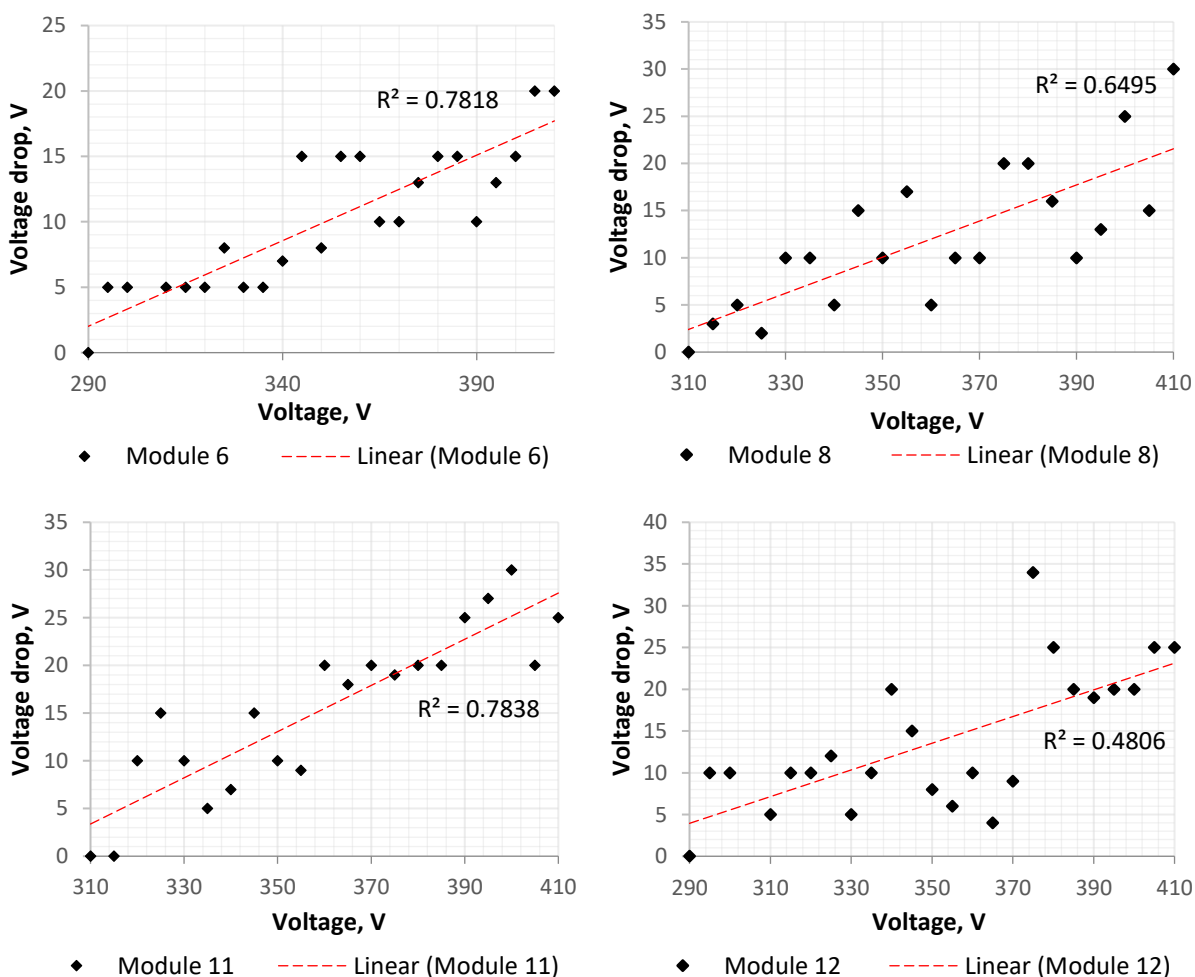 25
20
15
10
5
0
Voltage drop, V
R² = 0.7818
290 340 390
Voltage, V
Module 6 Linear (Module 6)
35
30
25
20
15
10
5
0
Voltage drop, V
R² = 0.6495
310 330 350 370 390 410
Voltage, V
Module 8 Linear (Module 8)
35
30
25
20
15
10
5
0
Voltage drop, V
R² = 0.7838
310 330 350 370 390 410
Voltage, V
Module 11 Linear (Module 11)
40
35
30
25
20
15
10
5
0
Voltage drop, V
R² = 0.4806
290 310 330 350 370 390 410
Voltage, V
Module 12 Linear (Module 12)